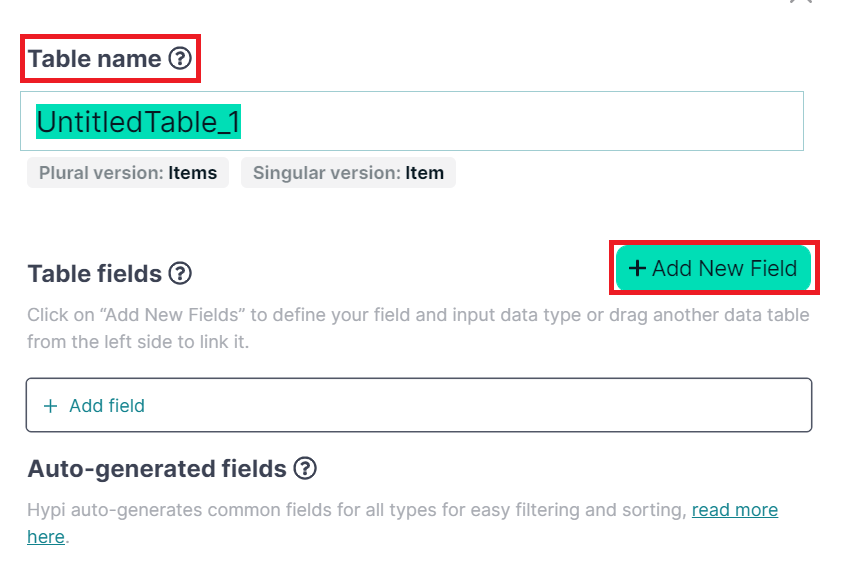 Table name ?
UntitledTable_1
Plural version: Items
Singular version: Item
Table fields ?
+ Add New Field
Click on “Add New Fields” to define your field and input data type or drag another data table
from the left side to link it.
+ Add field
Auto-generated fields ?
Hypi auto-generates common fields for all types for easy filtering and sorting, read more
here.